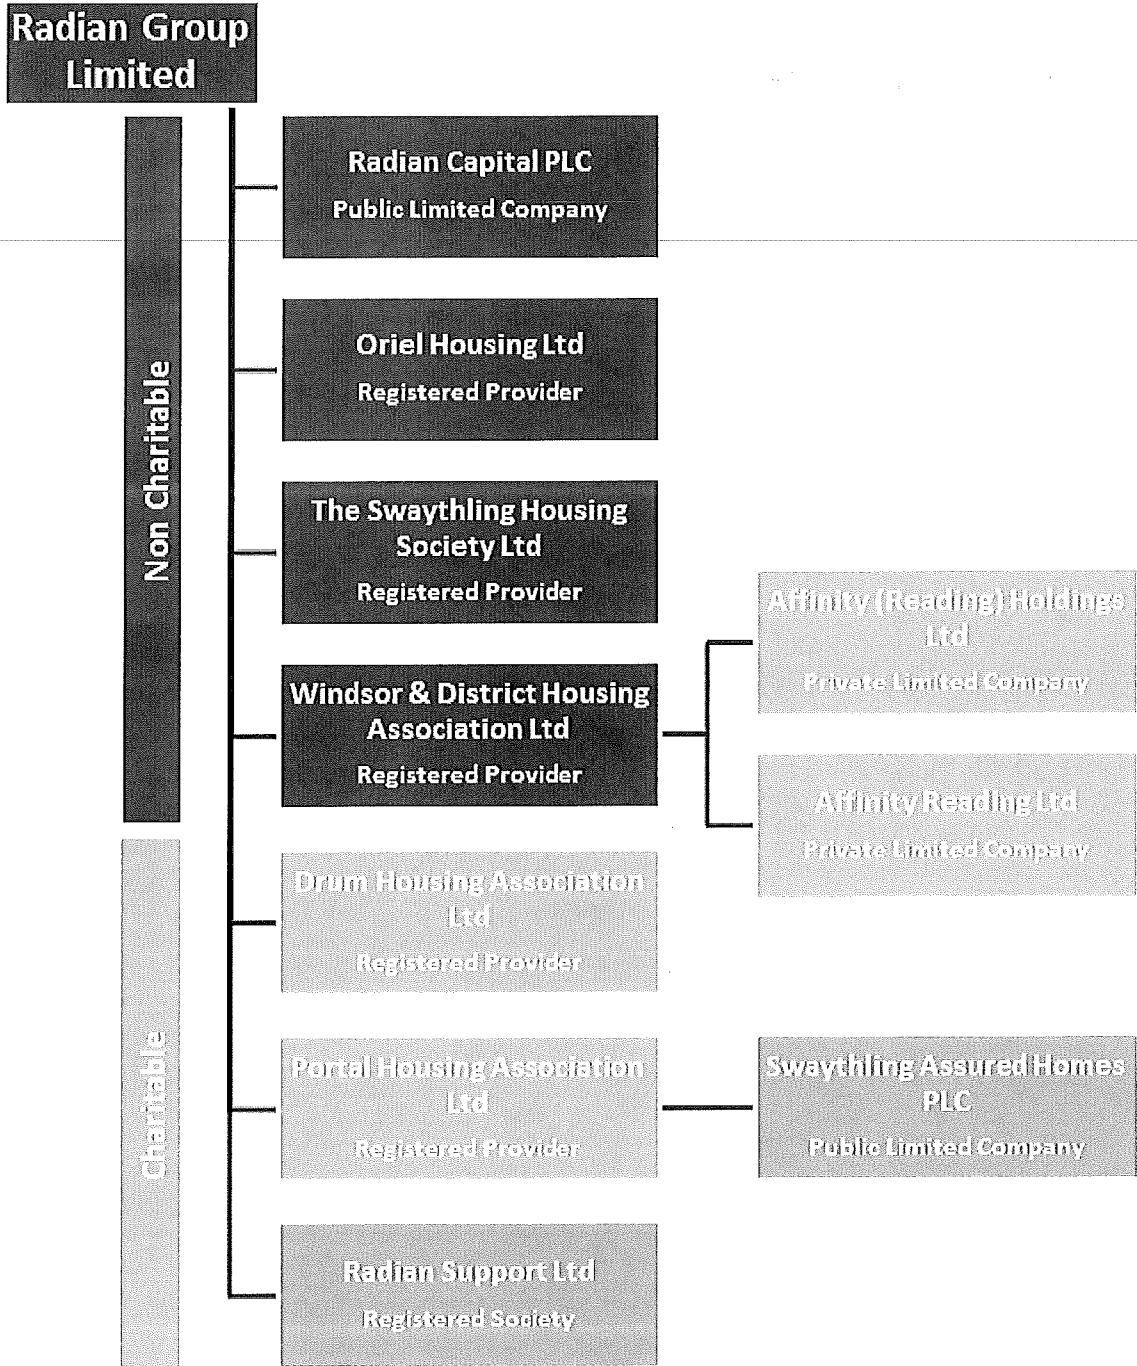 Radian Group
Limited
Non Charitable
Radian Capital PLC
Public Limited Company
Oriel Housing Ltd
Registered Provider
The Swaythling Housing
Society Ltd
Registered Provider
Windsor & District Housing
Association Ltd
Registered Provider
Affinity (Reading) Holdings
Ltd
Private Limited Company
Affinity Reading Ltd
Private Limited Company
Charitable
Drum Housing Association
Ltd
Registered Provider
Portal Housing Association
Ltd
Registered Provider
Swaythling Assured Homes
PLC
Public Limited Company
Radian Support Ltd
Registered Society